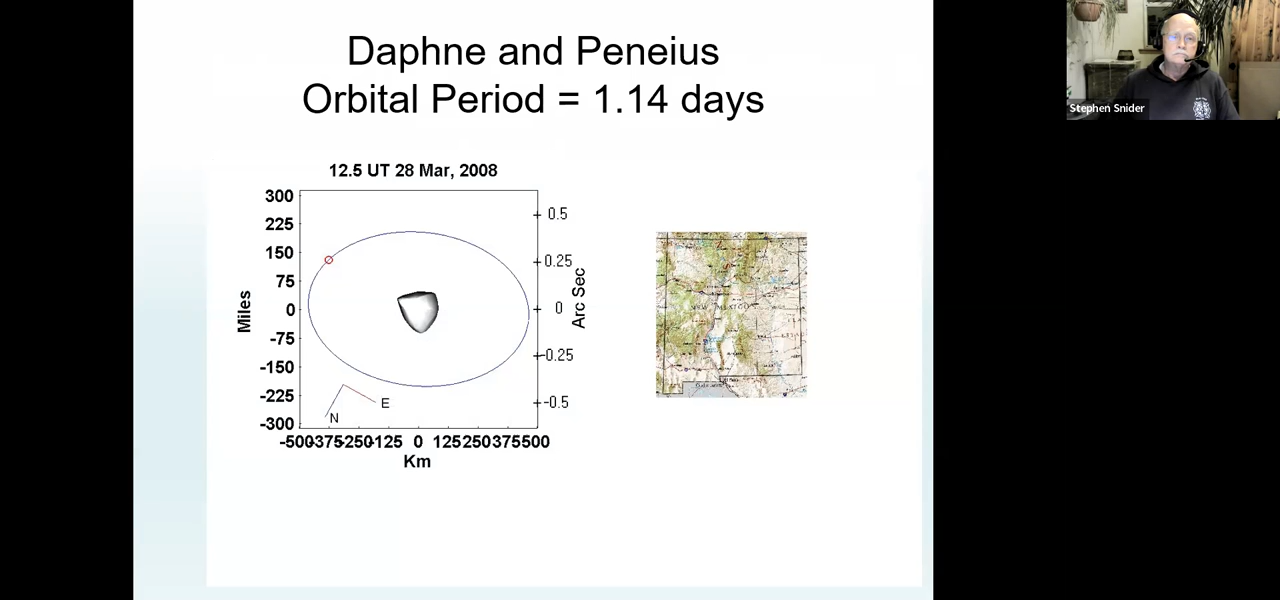 Daphne and Peneius
Orbital Period = 1.14 days
Stephen Snider
12.5 UT 28 Mar, 2008
300
225
150
75
0
-75
-150
-225
-300
Miles
0.5
0.25
0
-0.25
-0.5
Arc Sec
N
E
-500 -375 -250 -125 0 125 250 375 500
Km